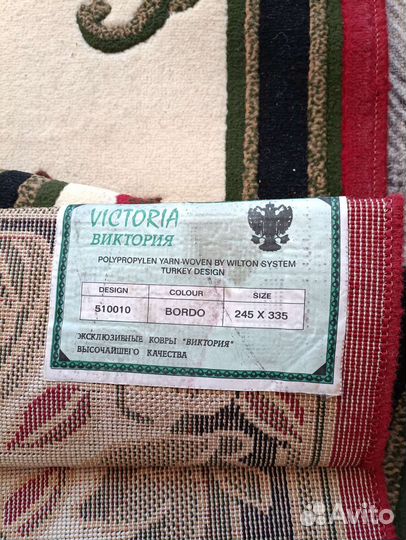 VICTORIA
ВИКТОРИЯ
POLYPROPYLEN YARN-WOVEN BY WILTON SYSTEM
TURKEY DESIGN
DESIGN COLOUR SIZE
510010 BORDO 245 X 335
ЭКСКЛЮЗИВНЫЕ КОВРЫ "ВИКТОРИЯ"
ВЫСОЧАЙШЕГО КАЧЕСТВА
Avito